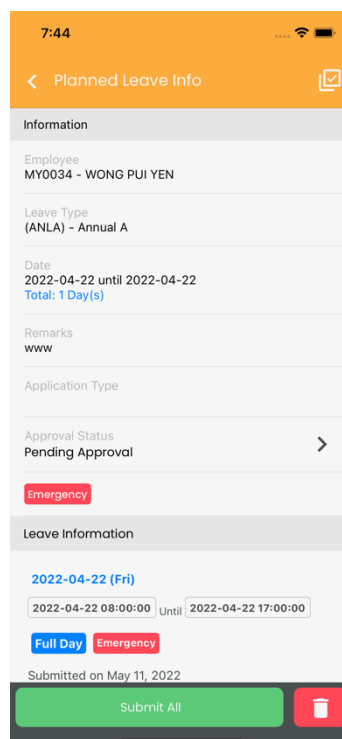 7:44
Planned Leave Info
Information
Employee
MY0034 - WONG PUI YEN
Leave Type
(ANLA) - Annual A
Date
2022-04-22 until 2022-04-22
Total: 1 Day(s)
Remarks
www
Application Type
Approval Status
Pending Approval
Emergency
Leave Information
2022-04-22 (Fri)
2022-04-22 08:00:00 Until 2022-04-22 17:00:00
Full Day Emergency
Submitted on May 11, 2022
Submit All